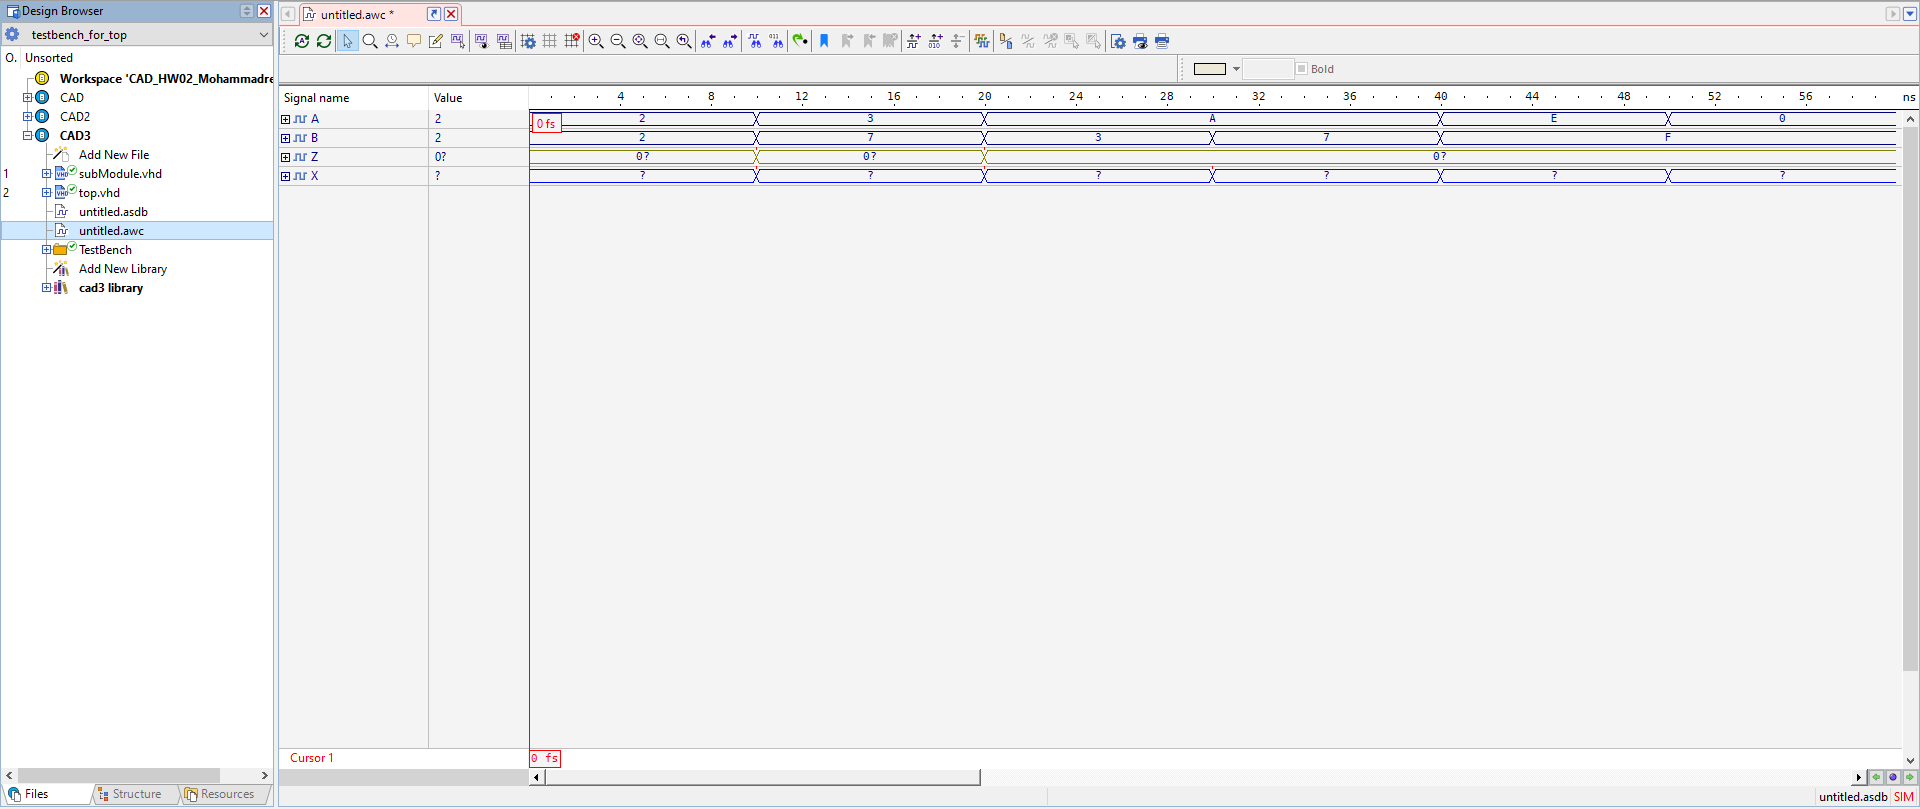 Design Browser
untitled.awc *
testbench_for_top
O. Unsorted
Workspace 'CAD_HW02_Mohammadre
CAD
CAD2
CAD3
Add New File
1 subModule.vhd
2 top.vhd
untitled.asdb
untitled.awc
TestBench
Add New Library
cad3 library
Files Structure Resources
Bold
Signal name Value 4 8 12 16 20 24 28 32 36 40 44 48 52 56 ns
A 2 2 3 A E 0
0 fs
B 2 2 7 3 7 F
Z 0? 0? 0? 0?
X ? ? ? ? ? ? ?
Cursor 1 0 fs
untitled.asdb SIM